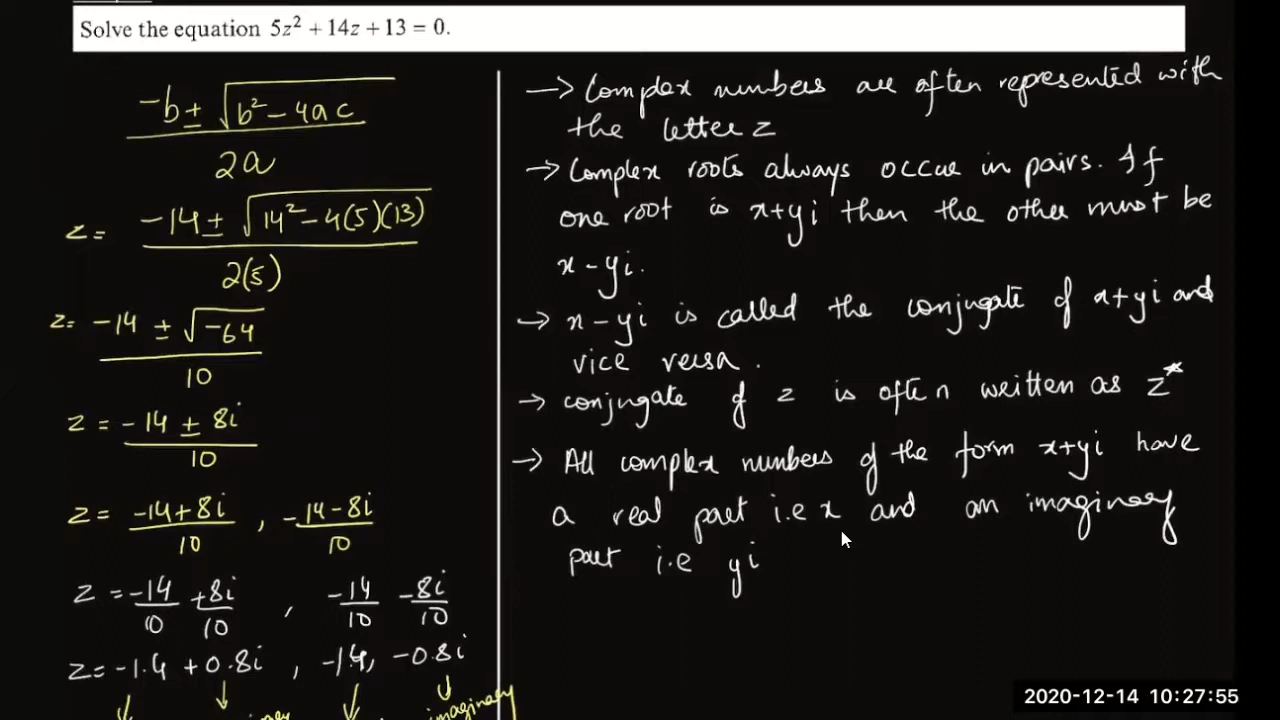 Solve the equation 5z² + 14z + 13 = 0.
-b ± √(b² - 4ac)
2a
z = -14 ± √(14² - 4(5)(13))
2(5)
z = -14 ± √-64
10
z = -14 ± 8i
10
z = -14 + 8i , -14 - 8i
10 10
z = -14 +8i , -14 -8i
10 10 10 10
z = -1.4 + 0.8i , -1.4, -0.8i
imaginary
→ Complex numbers are often represented with
the letter z
→ Complex roots always occur in pairs. If
one root is x+yi then the other must be
x - yi.
→ x - yi is called the conjugate of x+yi and
vice versa.
→ conjugate of z is often written as z*
→ All complex numbers of the form x+yi have
a real part i.e x and an imaginary
part i.e yi
2020-12-14 10:27:55